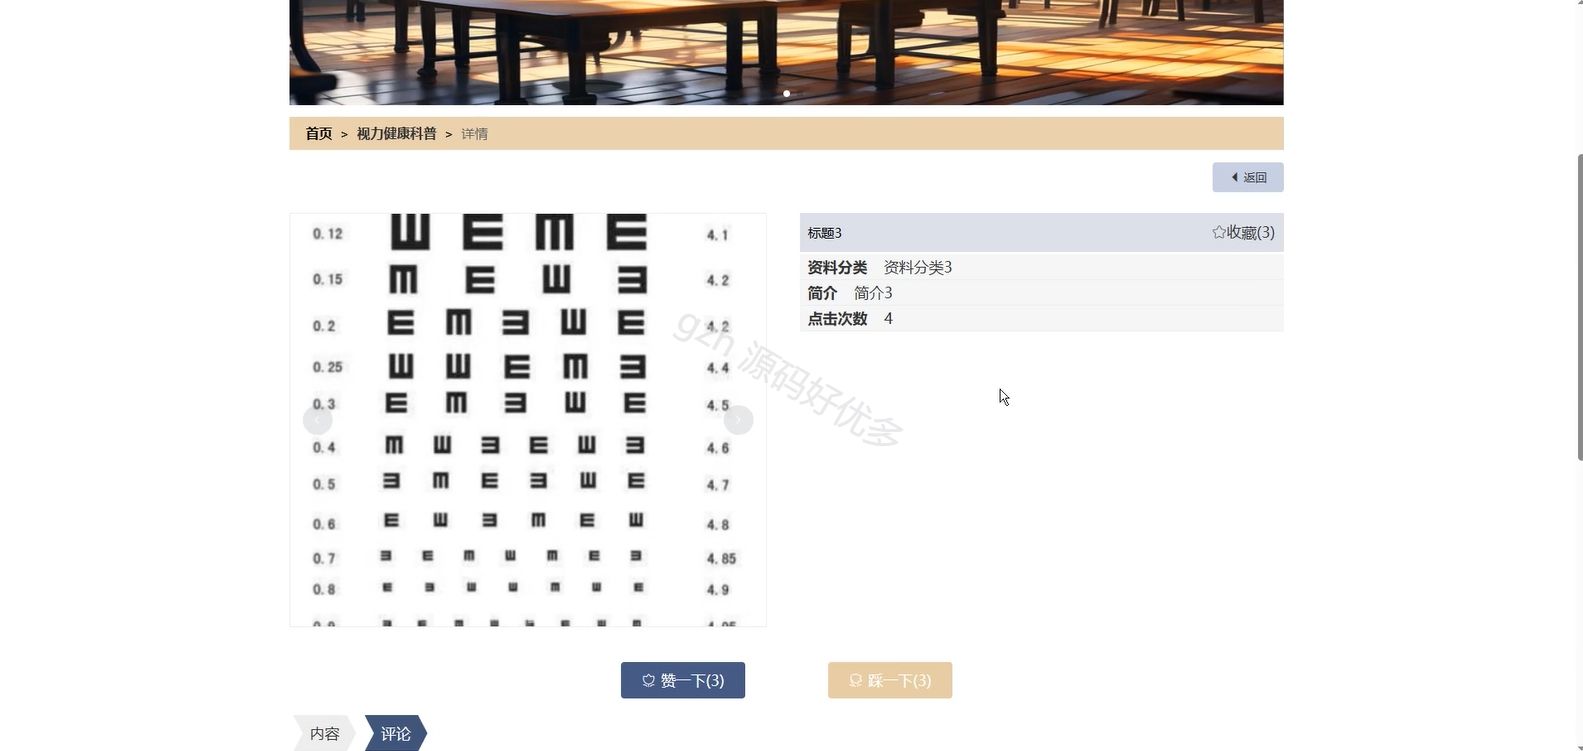 首页 > 视力健康科普 > 详情
返回
标题3
收藏(3)
资料分类 资料分类3
简介 简介3
点击次数 4
0.12 4.1
0.15 4.2
0.2 4.2
0.25 4.4
0.3 4.5
0.4 4.6
0.5 4.7
0.6 4.8
0.7 4.85
0.8 4.9
gzh 源码好优多
赞一下(3)
踩一下(3)
内容
评论